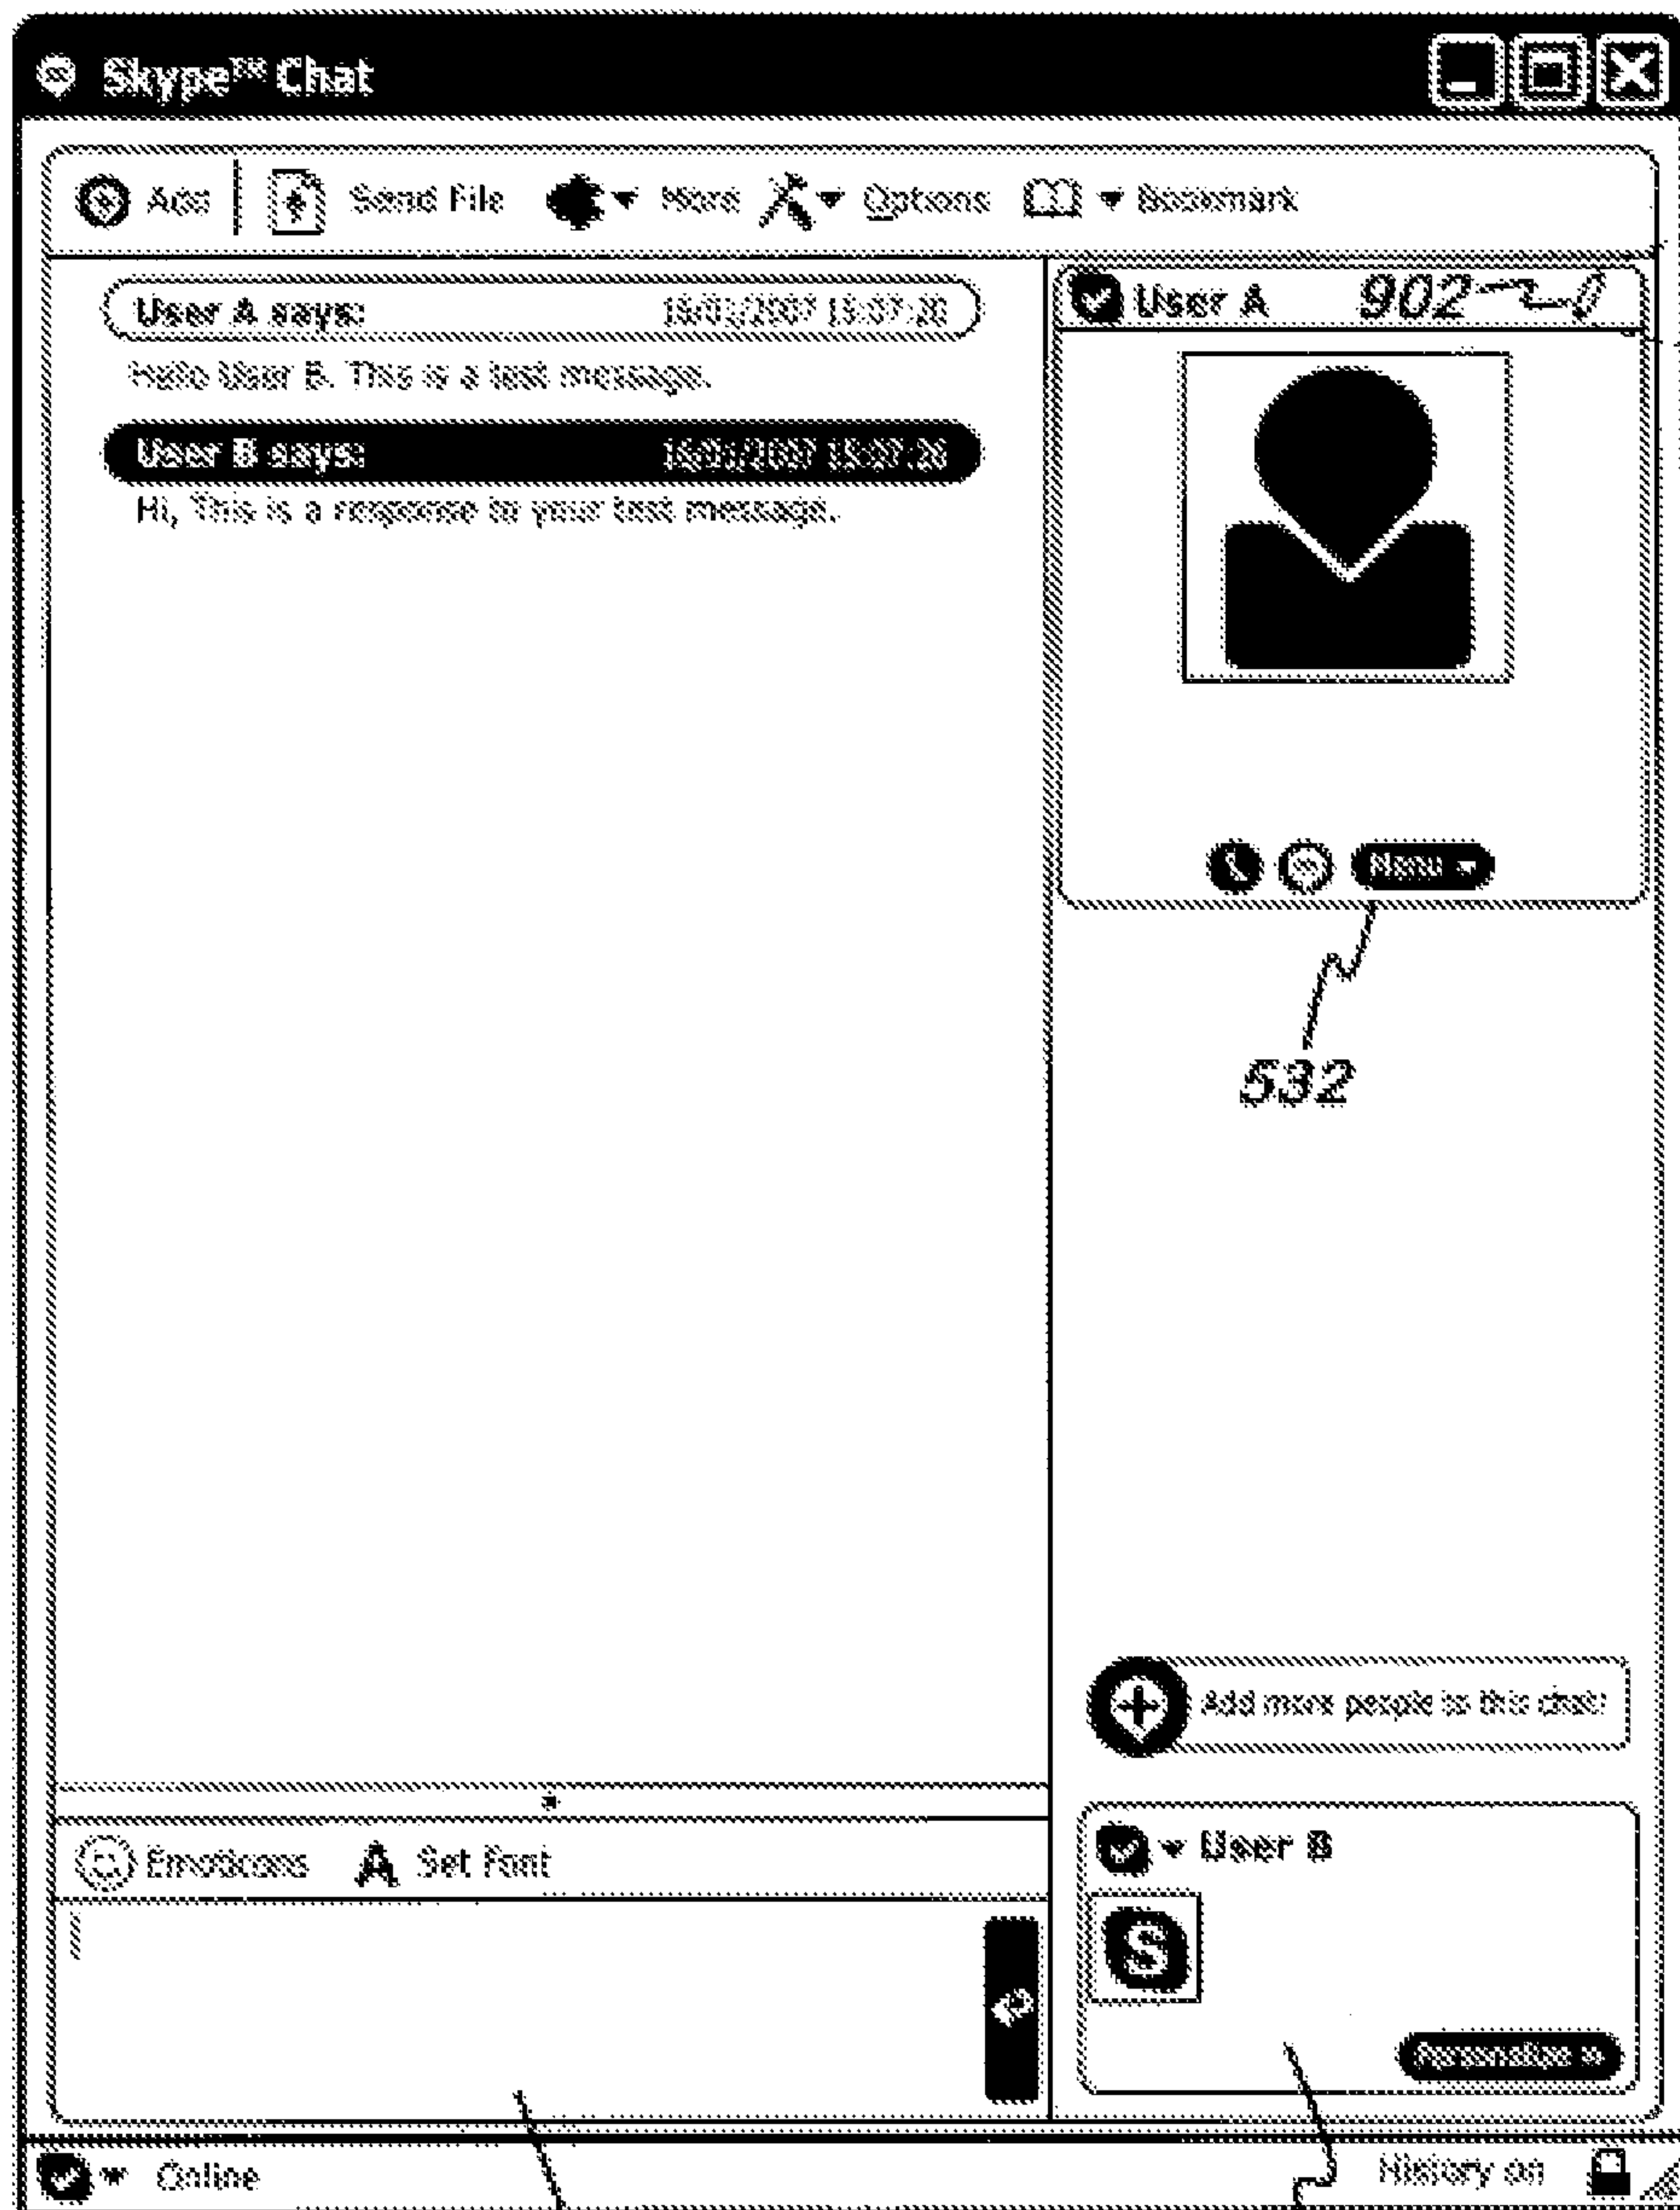 Skype™ Chat
Add Send File More Options Bookmark
User A says:
Hello User B. This is a test message.
User B says:
Hi, This is a response to your test message.
User A 902
Menu
532
Add more people to this chat!
Emoticons A Set Font
User B
S
Online
History on